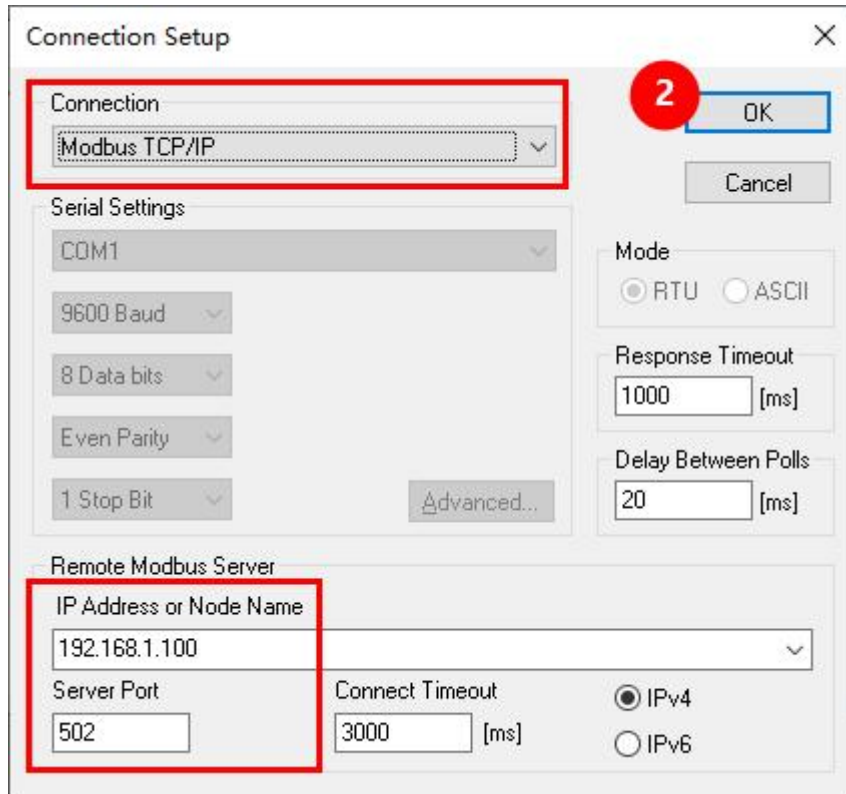 Connection Setup
Connection
2
OK
Modbus TCP/IP
Cancel
Serial Settings
COM1
Mode
RTU
ASCII
9600 Baud
Response Timeout
8 Data bits
1000 [ms]
Even Parity
Delay Between Polls
1 Stop Bit
Advanced...
20 [ms]
Remote Modbus Server
IP Address or Node Name
192.168.1.100
Server Port
Connect Timeout
IPv4
502
3000 [ms]
IPv6